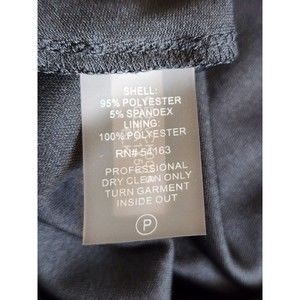 SHELL:
95% POLYESTER
5% SPANDEX
LINING:
100% POLYESTER
RN# 54163
PROFESSIONAL
DRY CLEAN ONLY
TURN GARMENT
INSIDE OUT
P